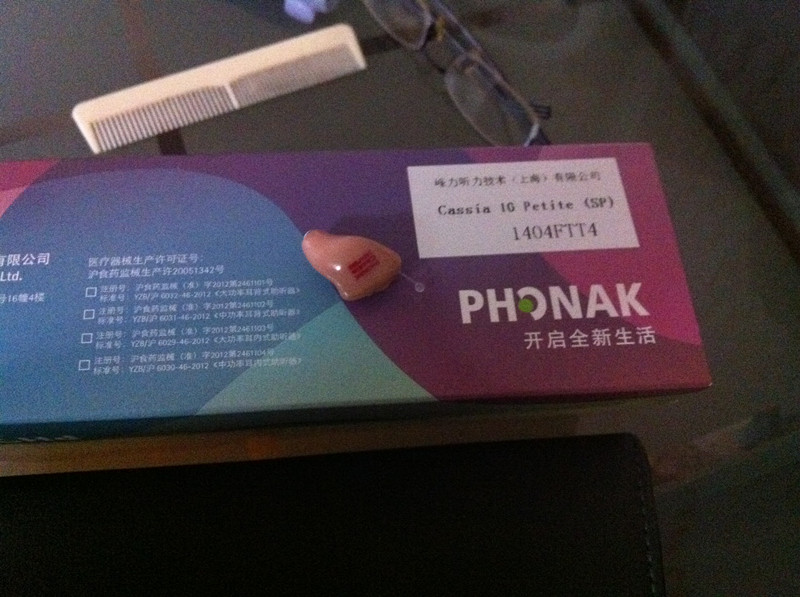 峰力听力技术（上海）有限公司
Cassia IG Petite (SP)
1404FTT4
PHONAK
开启全新生活
有限公司
Ltd.
号16幢4楼
医疗器械生产许可证号：
沪食药监械生产许20051342号
注册号：沪食药监械（准）字2012第2461101号
标准号：YZB/沪 6032-46-2012《大功率耳背式助听器》
注册号：沪食药监械（准）字2012第2461102号
标准号：YZB/沪 6031-46-2012《中功率耳背式助听器》
注册号：沪食药监械（准）字2012第2461103号
标准号：YZB/沪 6029-46-2012《大功率耳内式助听器》
注册号：沪食药监械（准）字2012第2461104号
标准号：YZB/沪 6030-46-2012《中功率耳内式助听器》